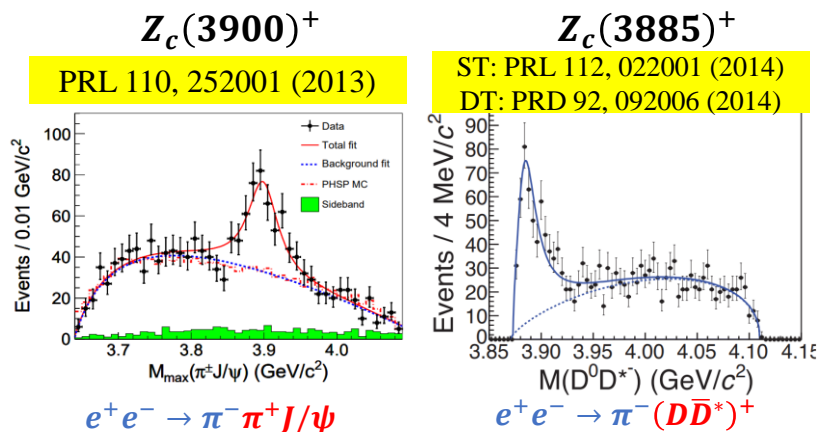 Z_c(3900)^+
PRL 110, 252001 (2013)
100
80
60
40
20
0
Events / 0.01 GeV/c^2
Data
Total fit
Background fit
PHSP MC
Sideband
3.7 3.8 3.9 4.0
M_max(π^±J/ψ) (GeV/c^2)
e^+e^- → π^-π^+J/ψ
Z_c(3885)^+
ST: PRL 112, 022001 (2014)
DT: PRD 92, 092006 (2014)
90
80
70
60
50
40
30
20
10
0
Events / 4 MeV/c^2
3.85 3.90 3.95 4.00 4.05 4.10 4.15
M(D^0D^*-) (GeV/c^2)
e^+e^- → π^-(DD̄^*)^+